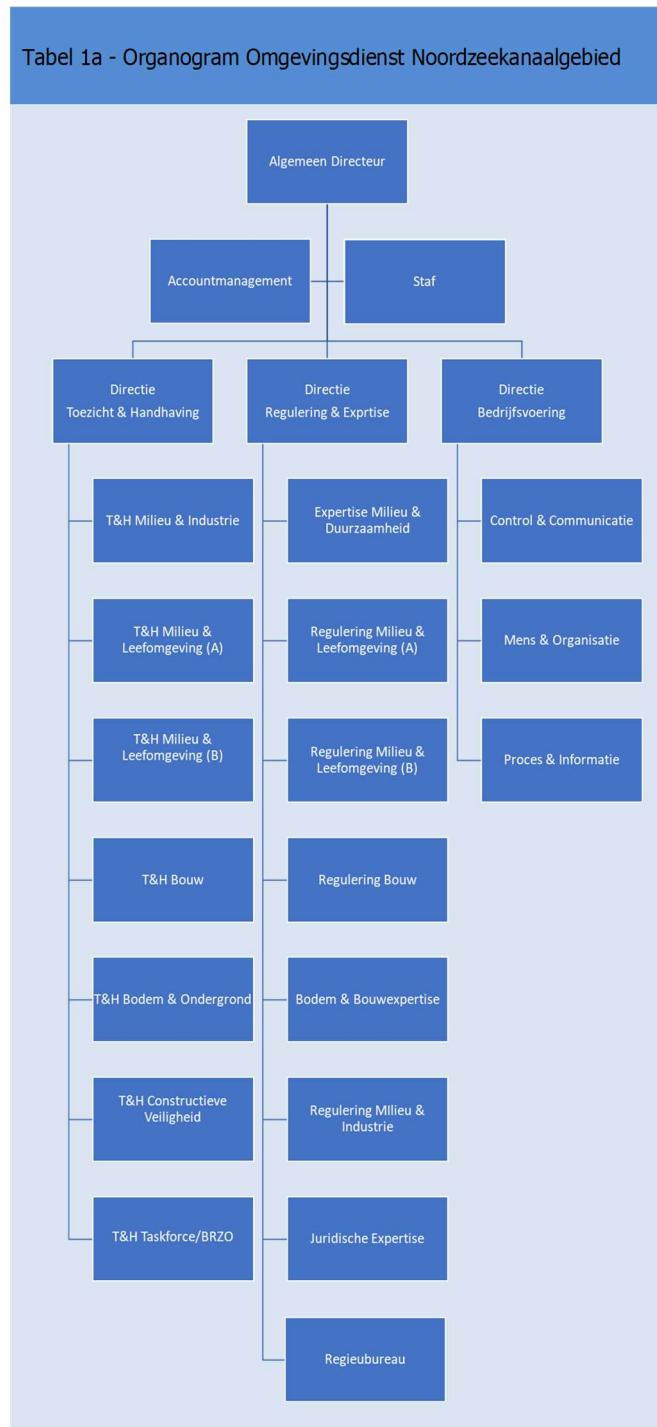 Tabel 1a - Organogram Omgevingsdienst Noordzeekanaalgebied
Algemeen Directeur
Accountmanagement
Staf
Directie
Toezicht & Handhaving
Directie
Regulering & Exprtise
Directie
Bedrijfsvoering
T&H Milieu & Industrie
Expertise Milieu &
Duurzaamheid
Control & Communicatie
T&H Milieu &
Leefomgeving (A)
Regulering Milieu &
Leefomgeving (A)
Mens & Organisatie
T&H Milieu &
Leefomgeving (B)
Regulering Milieu &
Leefomgeving (B)
Proces & Informatie
T&H Bouw
Regulering Bouw
T&H Bodem & Ondergrond
Bodem & Bouwexpertise
T&H Constructieve
Veiligheid
Regulering MIlieu &
Industrie
T&H Taskforce/BRZO
Juridische Expertise
Regieubureau